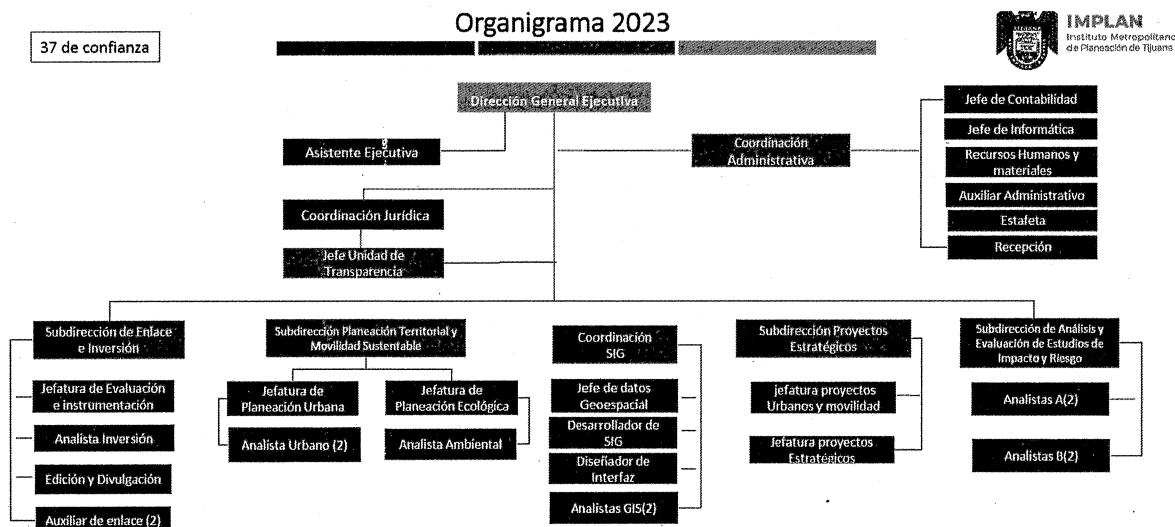 Organigrama 2023
37 de confianza
IMPLAN
Instituto Metropolitano
de Planeación de Tijuana
Dirección General Ejecutiva
Asistente Ejecutiva
Coordinación
Administrativa
Jefe de Contabilidad
Jefe de Informática
Recursos Humanos y
materiales
Auxiliar Administrativo
Estafeta
Recepción
Coordinación Jurídica
Jefe Unidad de
Transparencia
Subdirección de Enlace
e Inversión
Jefatura de Evaluación
e instrumentación
Analista Inversión
Edición y Divulgación
Auxiliar de enlace (2)
Subdirección Planeación Territorial y
Movilidad Sustentable
Jefatura de
Planeación Urbana
Analista Urbano (2)
Jefatura de
Planeación Ecológica
Analista Ambiental
Coordinación
SIG
Jefe de datos
Geoespacial
Desarrollador de
SIG
Diseñador de
Interfaz
Analistas GIS(2)
Subdirección Proyectos
Estratégicos
jefatura proyectos
Urbanos y movilidad
Jefatura proyectos
Estratégicos
Subdirección de Análisis y
Evaluación de Estudios de
Impacto y Riesgo
Analistas A(2)
Analistas B(2)